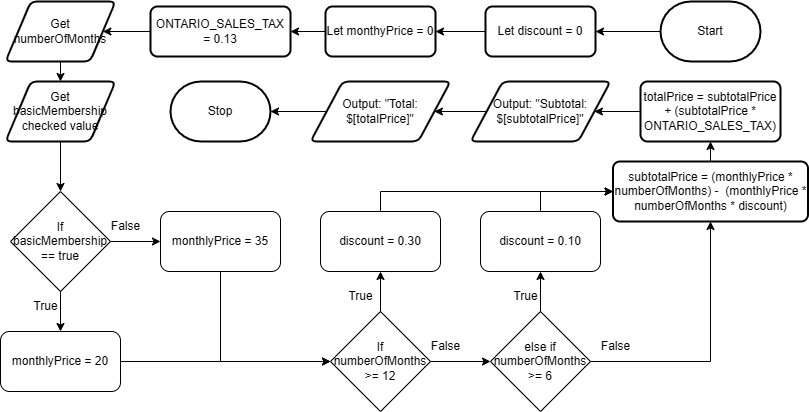 Start
Let discount = 0
Let monthyPrice = 0
ONTARIO_SALES_TAX
= 0.13
Get
numberOfMonths
Get
basicMembership
checked value
If
basicMembership
== true
False
monthlyPrice = 35
True
monthlyPrice = 20
If
numberOfMonths
>= 12
True
discount = 0.30
False
else if
numberOfMonths
>= 6
True
discount = 0.10
False
subtotalPrice = (monthlyPrice *
numberOfMonths) - (monthlyPrice *
numberOfMonths * discount)
totalPrice = subtotalPrice
+ (subtotalPrice *
ONTARIO_SALES_TAX)
Output: "Subtotal:
$[subtotalPrice]"
Output: "Total:
$[totalPrice]"
Stop